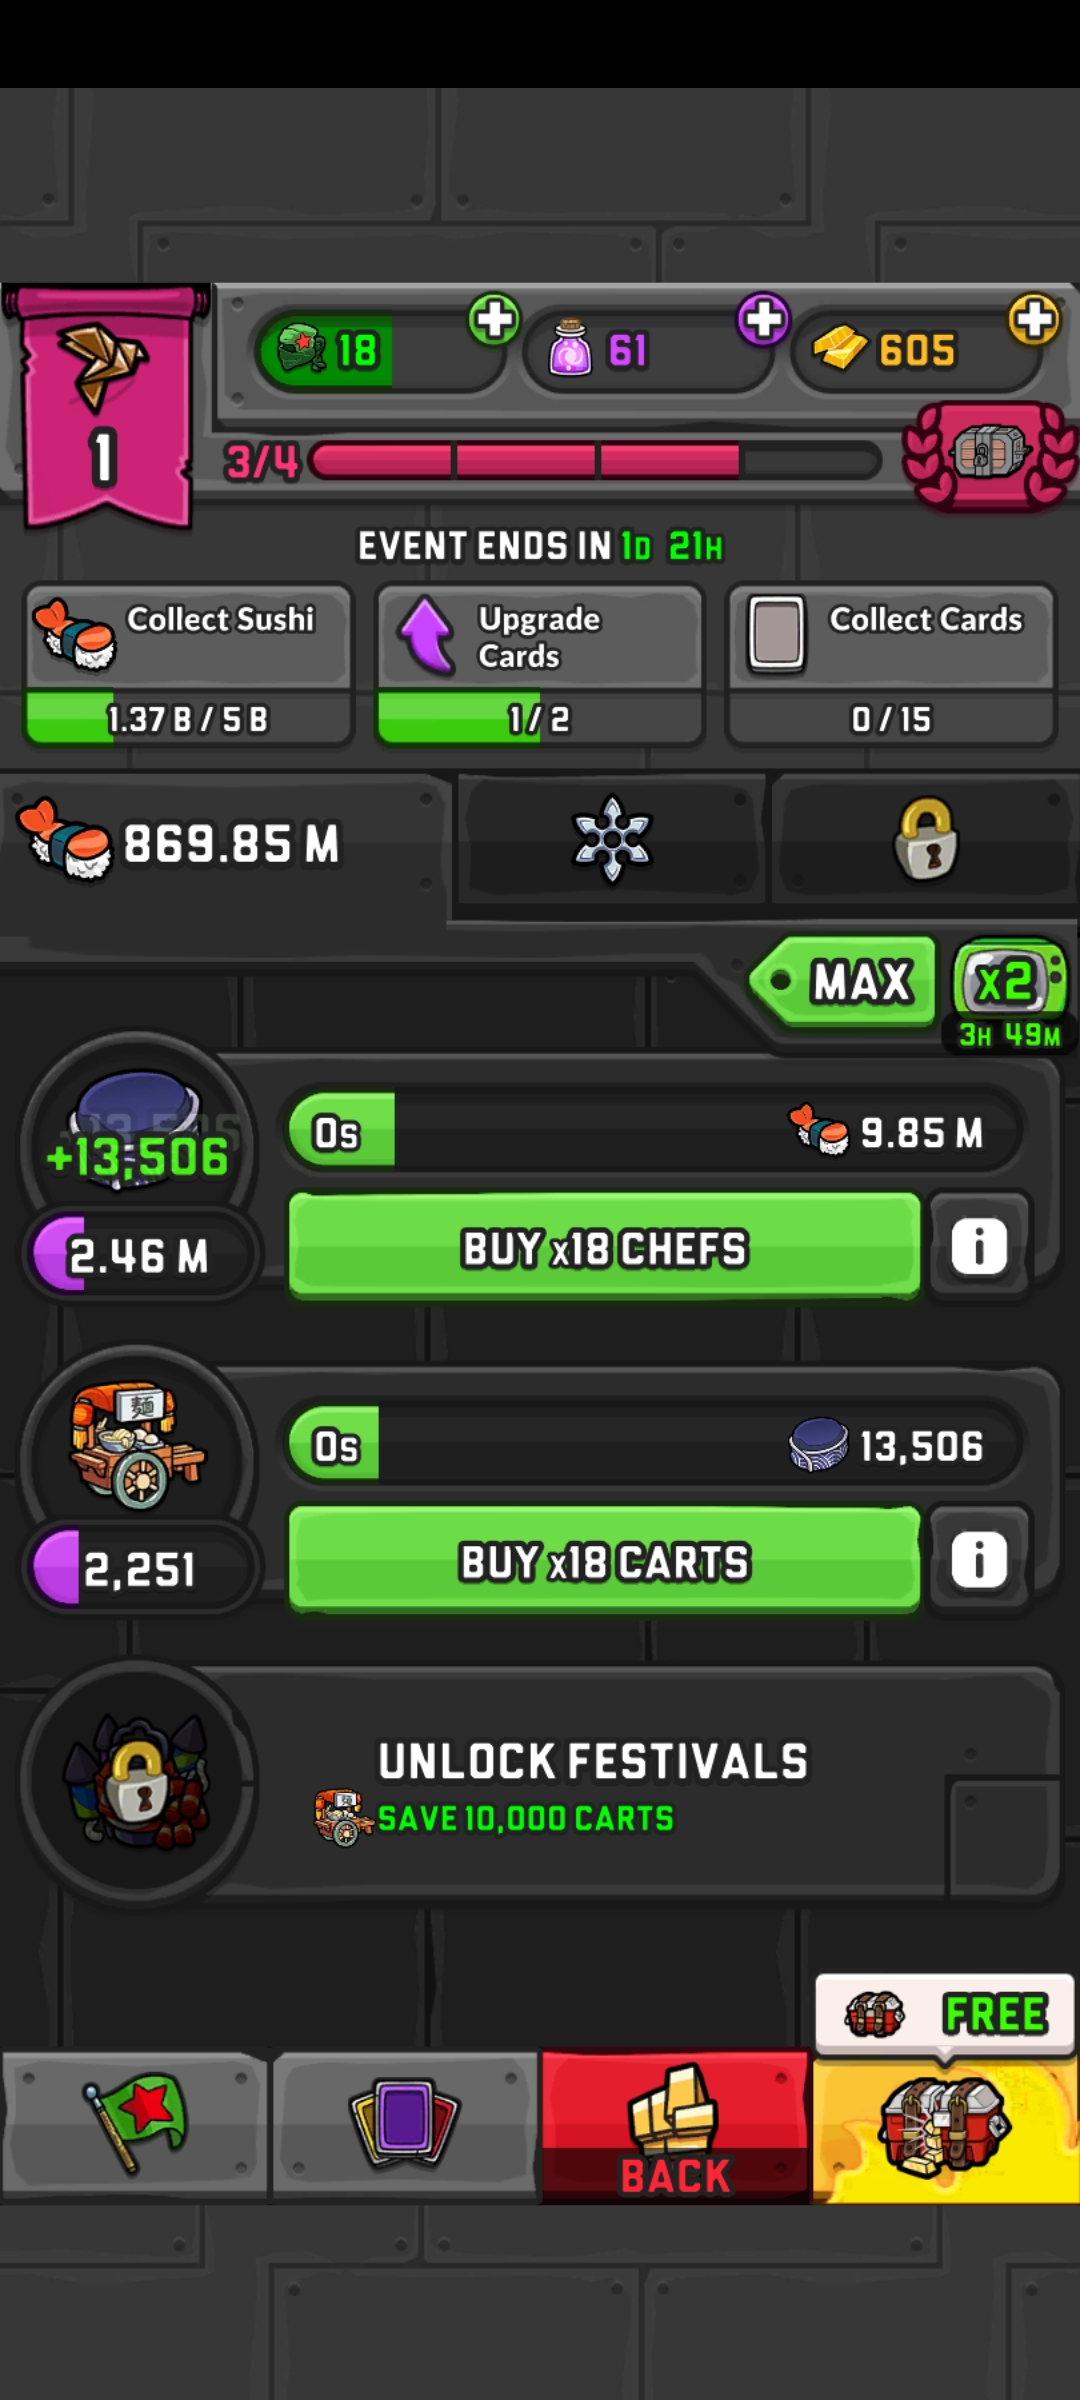 18
61
605
1
3/4
EVENT ENDS IN 1D 21H
Collect Sushi
Upgrade
Cards
Collect Cards
1.37 B / 5 B
1 / 2
0 / 15
869.85 M
MAX
x2
3H 49M
+13,506
0s
9.85 M
2.46 M
BUY x18 CHEFS
i
麺
0s
13,506
2,251
BUY x18 CARTS
i
UNLOCK FESTIVALS
SAVE 10,000 CARTS
FREE
BACK